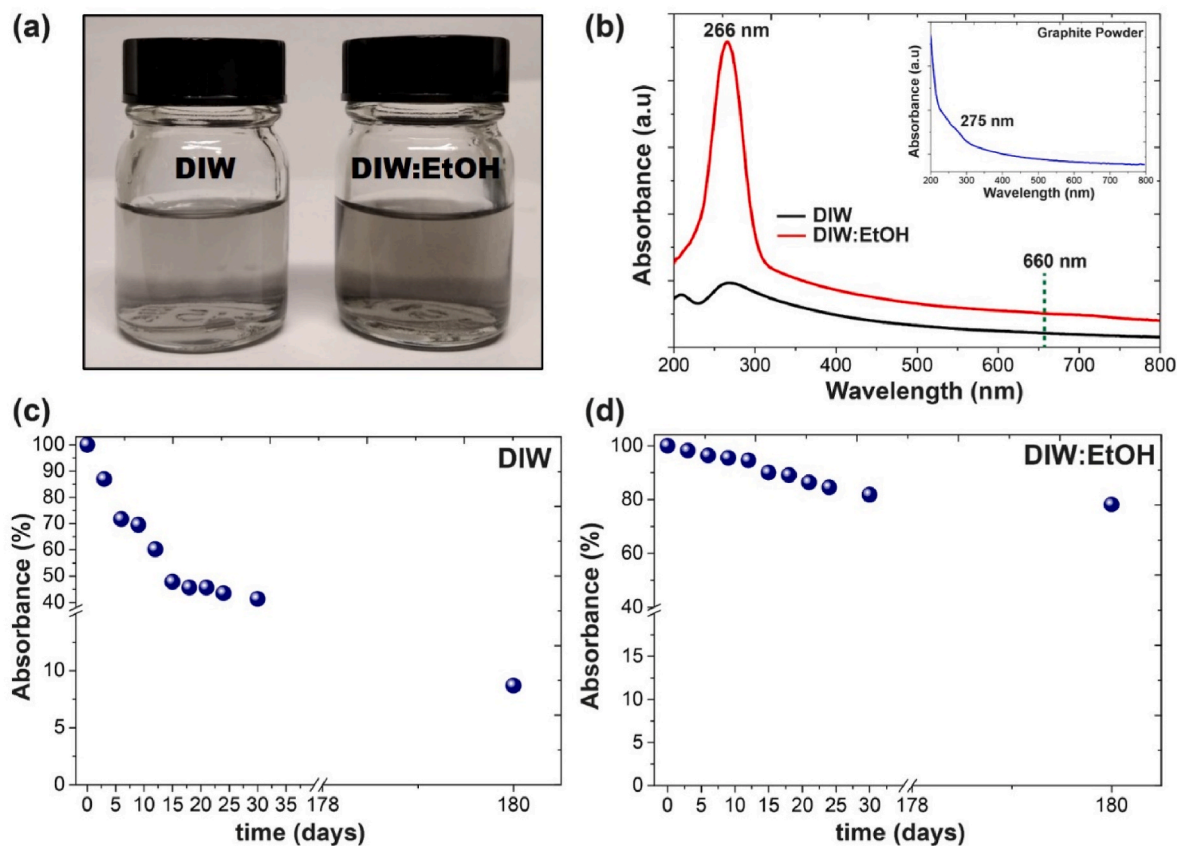 (a)
DIW
DIW:EtOH
(b)
266 nm
Graphite Powder
Absorbance (a.u)
275 nm
200 300 400 500 600 700 800
Wavelength (nm)
DIW
DIW:EtOH
660 nm
Absorbance (a.u)
200 300 400 500 600 700 800
Wavelength (nm)
(c)
DIW
100
90
80
70
60
50
40
10
5
0
Absorbance (%)
0 5 10 15 20 25 30 35 178 180
time (days)
(d)
DIW:EtOH
100
80
60
40
15
10
5
0
Absorbance (%)
0 5 10 15 20 25 30 178 180
time (days)